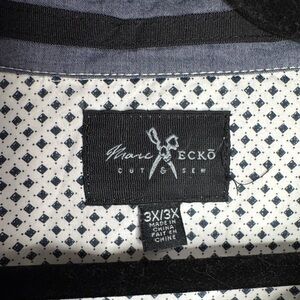 Marc ECKŌ
CUT & SEW
3X/3X
MADE IN
CHINA
FAIT EN
CHINE